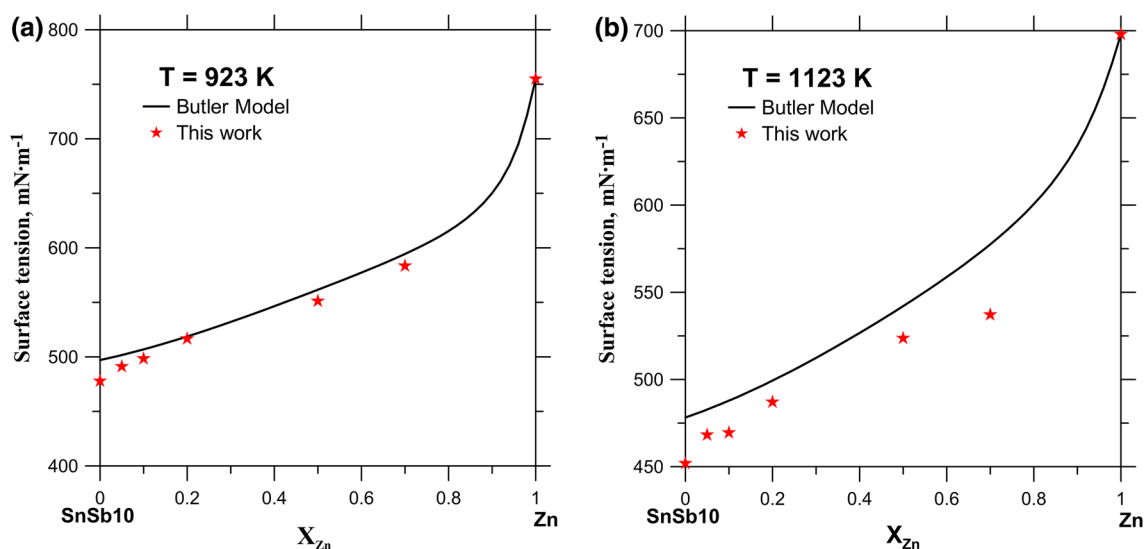 (a)
800
700
600
500
400
Surface tension, mN·m⁻¹
T = 923 K
Butler Model
This work
0
0.2
0.4
0.6
0.8
1
SnSb10
Zn
X_Zn
(b)
700
650
600
550
500
450
Surface tension, mN·m⁻¹
T = 1123 K
Butler Model
This work
0
0.2
0.4
0.6
0.8
1
SnSb10
Zn
X_Zn